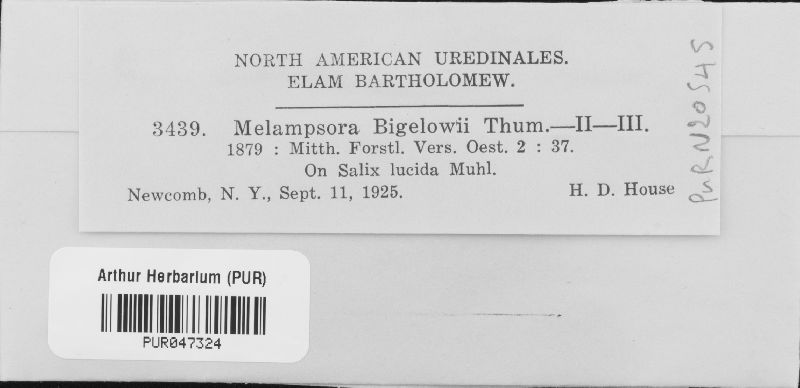 NORTH AMERICAN UREDINALES.
ELAM BARTHOLOMEW.
3439. Melampsora Bigelowii Thum.—II—III.
1879 : Mitth. Forstl. Vers. Oest. 2 : 37.
On Salix lucida Muhl.
Newcomb, N. Y., Sept. 11, 1925. H. D. House
PURN20545
Arthur Herbarium (PUR)
PUR047324